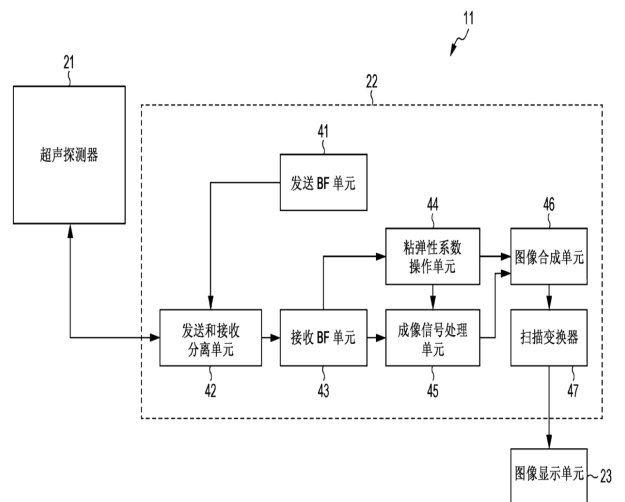 11
21
超声探测器
22
41
发送 BF 单元
44
粘弹性系数
操作单元
46
图像合成单元
发送和接收
分离单元
42
接收 BF 单元
43
成像信号处理
单元
45
扫描变换器
47
图像显示单元
23